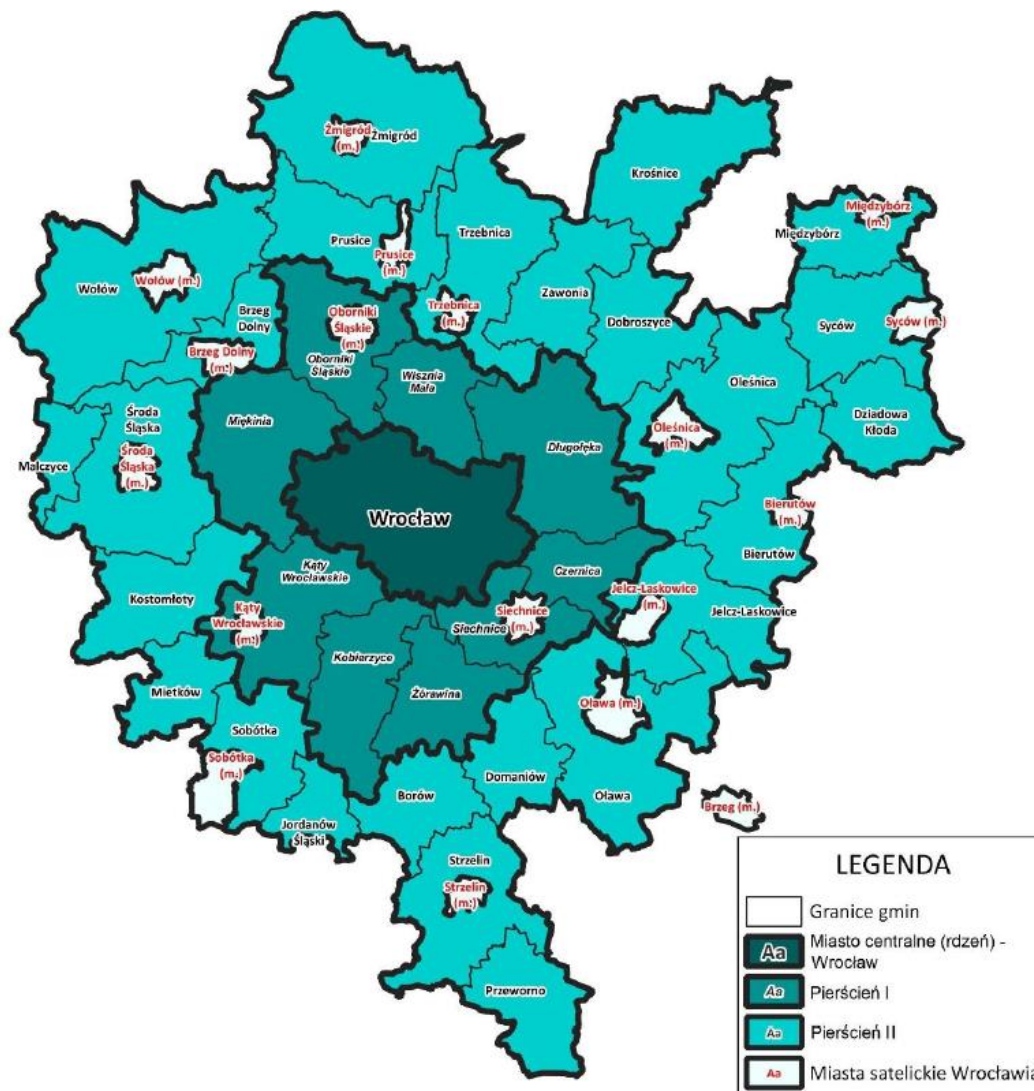 Żmigród
(m.)
Żmigród
Krośnice
Międzybórz
(m.)
Międzybórz
Prusice
Trzebnica
Prusice
(m.)
Wołów
Wołów (m.)
Zawonia
Brzeg
Dolny
Oborniki
Śląskie
(m.)
Trzebnica
(m.)
Dobroszyce
Syców
Syców (m.)
Brzeg Dolny
(m.)
Oborniki
Śląskie
Wisznia
Mała
Oleśnica
Środa
Śląska
Miękinia
Oleśnica
(m.)
Dziadowa
Kłoda
Długołęka
Malczyce
Środa
Śląska
(m.)
Wrocław
Bierutów
(m.)
Bierutów
Kąty
Wrocławskie
Czernica
Kostomłoty
Jelcz-Laskowice
(m.)
Jelcz-Laskowice
Kąty
Wrocławskie
(m.)
Siechnice
(m.)
Siechnice
Kobierzyce
Mietków
Żórawina
Oława (m.)
Sobótka
Sobótka
(m.)
Domaniów
Borów
Oława
Brzeg (m.)
Jordanów
Śląski
Strzelin
Strzelin
(m.)
Przeworno
LEGENDA
Granice gmin
Aa Miasto centralne (rdzeń) -
Wrocław
Aa Pierścień I
Aa Pierścień II
Aa Miasta satelickie Wrocławia